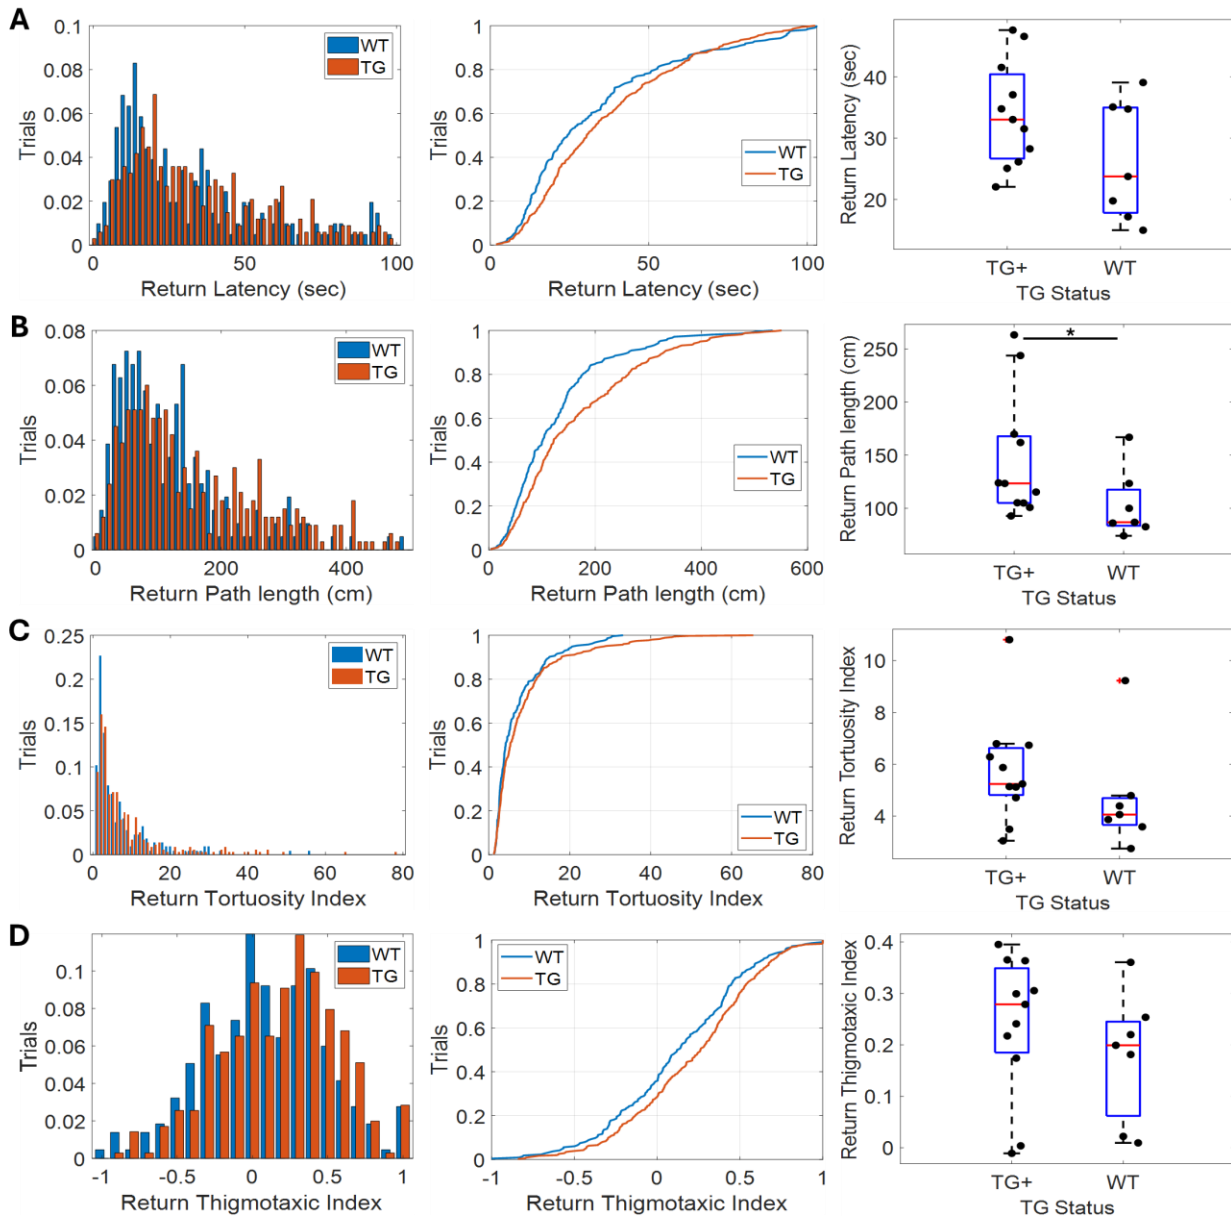 A
0.1
0.08
0.06
0.04
0.02
0
Trials
WT
TG
0
50
100
Return Latency (sec)
1
0.8
0.6
0.4
0.2
0
Trials
WT
TG
0
50
100
Return Latency (sec)
40
30
20
Return Latency (sec)
TG+
WT
TG Status
B
0.08
0.06
0.04
0.02
0
Trials
WT
TG
0
200
400
Return Path length (cm)
1
0.8
0.6
0.4
0.2
0
Trials
WT
TG
0
200
400
600
Return Path length (cm)
250
200
150
100
Return Path length (cm)
*
TG+
WT
TG Status
C
0.25
0.2
0.15
0.1
0.05
0
Trials
WT
TG
0
20
40
60
80
Return Tortuosity Index
1
0.8
0.6
0.4
0.2
0
Trials
WT
TG
0
20
40
60
80
Return Tortuosity Index
10
8
6
4
Return Tortuosity Index
TG+
WT
TG Status
D
0.1
0.08
0.06
0.04
0.02
0
Trials
WT
TG
-1
-0.5
0
0.5
1
Return Thigmotaxic Index
1
0.8
0.6
0.4
0.2
0
Trials
WT
TG
-1
-0.5
0
0.5
1
Return Thigmotaxic Index
0.4
0.3
0.2
0.1
0
Return Thigmotaxic Index
TG+
WT
TG Status